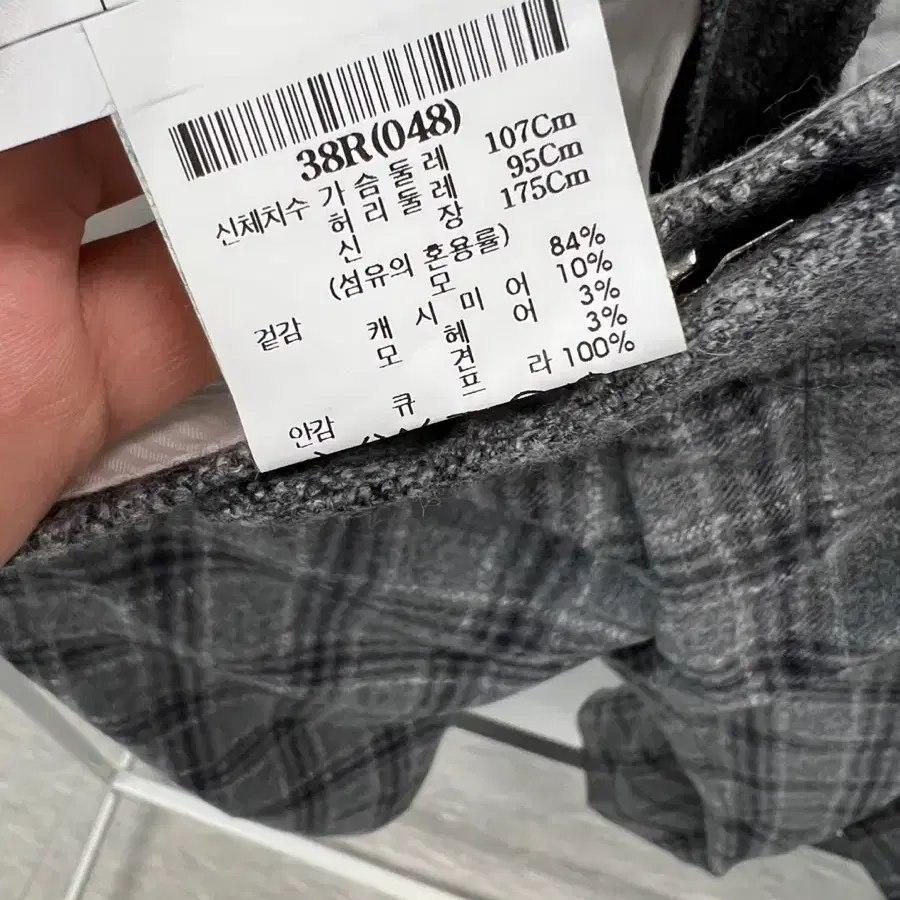 38R(048)
신체치수 가슴둘레 107Cm
허리둘레 95Cm
신장 175Cm
(섬유의 혼용률)
겉감 모 84%
캐시미어 10%
모헤어 3%
견 3%
안감 큐프라 100%